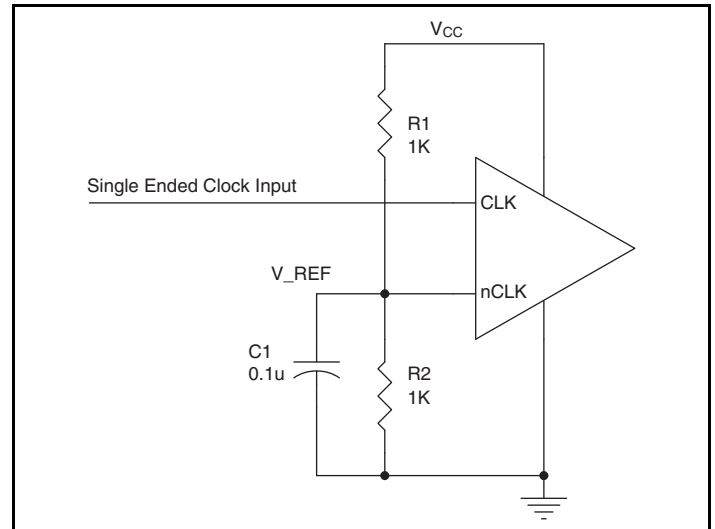 VCC
R1
1K
Single Ended Clock Input
CLK
V_REF
nCLK
C1
0.1u
R2
1K